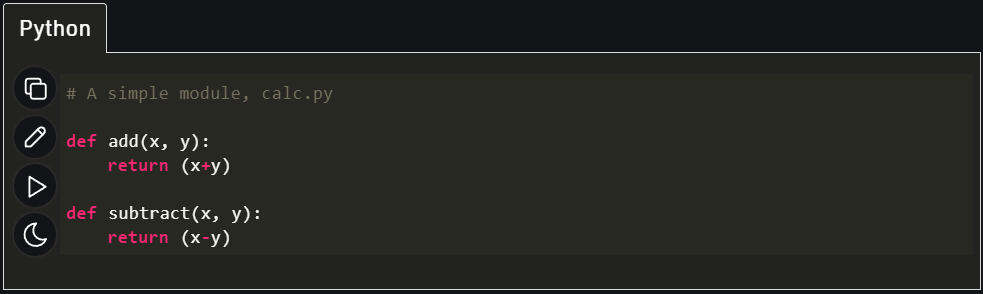 Python
# A simple module, calc.py
def add(x, y):
    return (x+y)
def subtract(x, y):
    return (x-y)